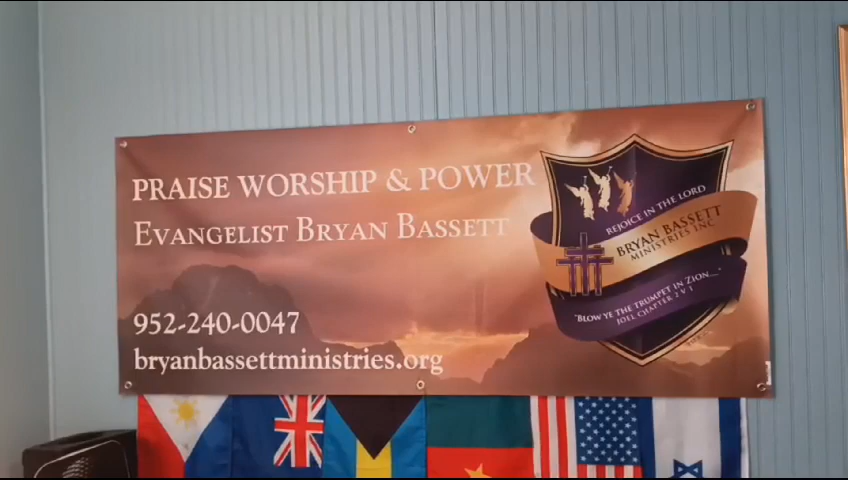 PRAISE WORSHIP & POWER
EVANGELIST BRYAN BASSETT
952-240-0047
bryanbassettministries.org
REJOICE IN THE LORD
BRYAN BASSETT
MINISTRIES INC
"BLOW YE THE TRUMPET IN ZION...."
JOEL CHAPTER 2 V 1